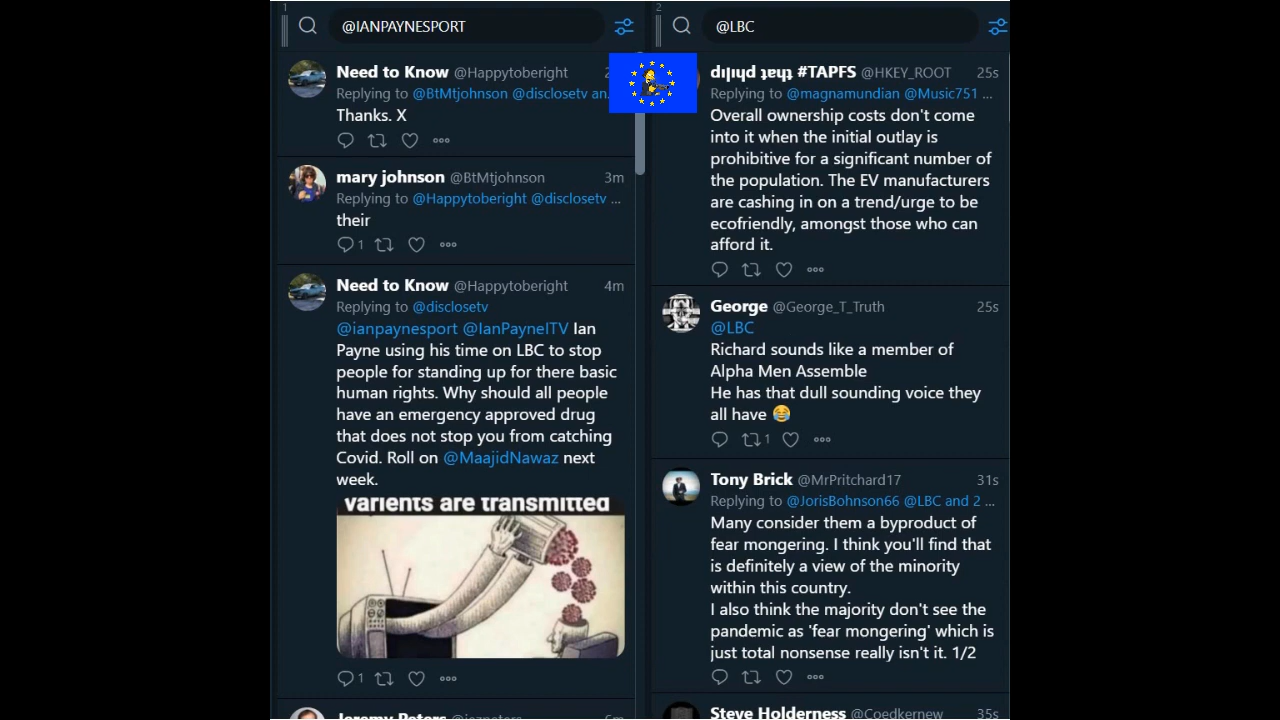 1
@IANPAYNESPORT
Need to Know @Happytoberight
Replying to @BtMtjohnson @disclosetv an.
Thanks. X
mary johnson @BtMtjohnson 3m
Replying to @Happytoberight @disclosetv ...
their
1
Need to Know @Happytoberight 4m
Replying to @disclosetv
@ianpaynesport @IanPayneITV Ian
Payne using his time on LBC to stop
people for standing up for there basic
human rights. Why should all people
have an emergency approved drug
that does not stop you from catching
Covid. Roll on @MaajidNawaz next
week.
varients are transmitted
1
Jeremy Peters @jezpeters 6m
2
@LBC
dılıɥd ʇɐɥʇ #TAPFS @HKEY_ROOT 25s
Replying to @magnamundian @Music751 ...
Overall ownership costs don't come
into it when the initial outlay is
prohibitive for a significant number of
the population. The EV manufacturers
are cashing in on a trend/urge to be
ecofriendly, amongst those who can
afford it.
George @George_T_Truth 25s
@LBC
Richard sounds like a member of
Alpha Men Assemble
He has that dull sounding voice they
all have 😂
1
Tony Brick @MrPritchard17 31s
Replying to @JorisBohnson66 @LBC and 2 ...
Many consider them a byproduct of
fear mongering. I think you'll find that
is definitely a view of the minority
within this country.
I also think the majority don't see the
pandemic as 'fear mongering' which is
just total nonsense really isn't it. 1/2
Steve Holderness @Coedkernew 35s